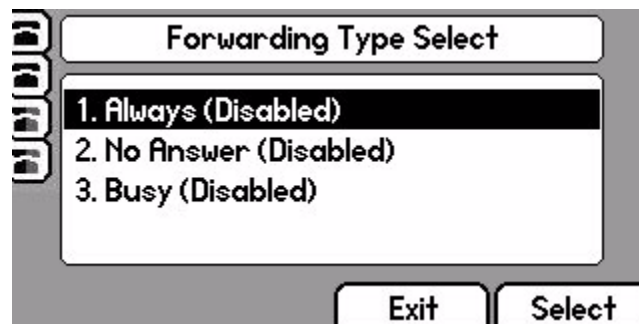 Forwarding Type Select
1. Always (Disabled)
2. No Answer (Disabled)
3. Busy (Disabled)
Exit
Select